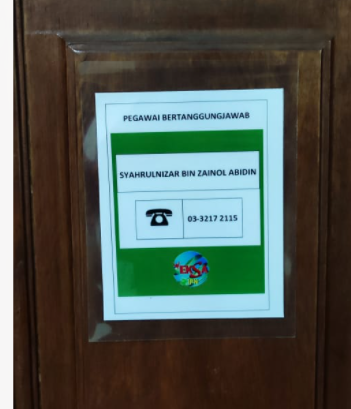 PEGAWAI BERTANGGUNGJAWAB
SYAHRULNIZAR BIN ZAINOL ABIDIN
03-3217 2115